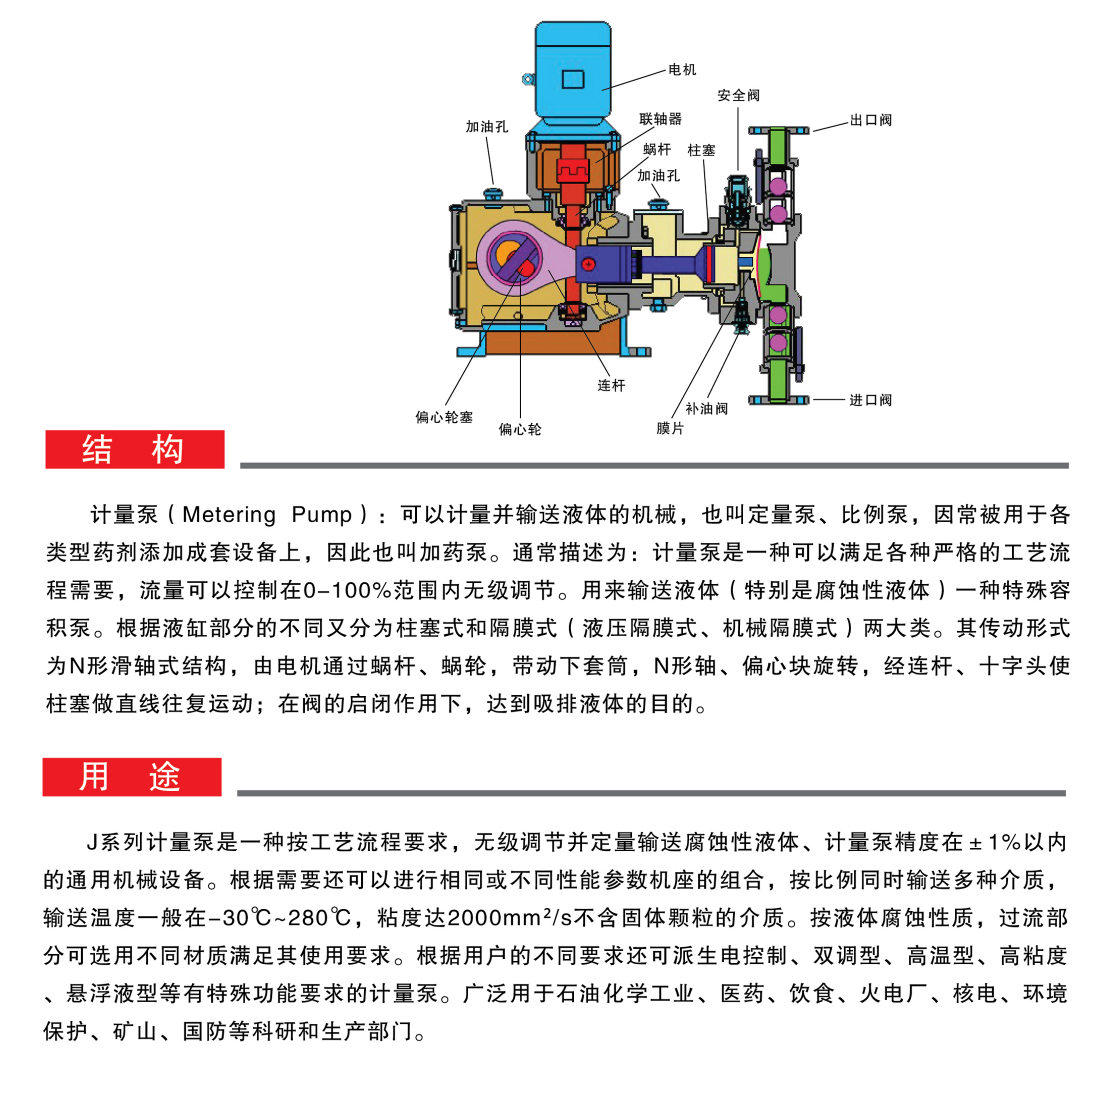 电机
安全阀
出口阀
联轴器
加油孔
蜗杆
柱塞
加油孔
连杆
进口阀
补油阀
偏心轮塞
偏心轮
膜片
结 构
计量泵（Metering Pump）：可以计量并输送液体的机械，也叫定量泵、比例泵，因常被用于各
类型药剂添加成套设备上，因此也叫加药泵。通常描述为：计量泵是一种可以满足各种严格的工艺流
程需要，流量可以控制在0-100%范围内无级调节。用来输送液体（特别是腐蚀性液体）一种特殊容
积泵。根据液缸部分的不同又分为柱塞式和隔膜式（液压隔膜式、机械隔膜式）两大类。其传动形式
为N形滑轴式结构，由电机通过蜗杆、蜗轮，带动下套筒，N形轴、偏心块旋转，经连杆、十字头使
柱塞做直线往复运动；在阀的启闭作用下，达到吸排液体的目的。
用 途
J系列计量泵是一种按工艺流程要求，无级调节并定量输送腐蚀性液体、计量泵精度在±1%以内
的通用机械设备。根据需要还可以进行相同或不同性能参数机座的组合，按比例同时输送多种介质，
输送温度一般在-30℃~280℃，粘度达2000mm²/s不含固体颗粒的介质。按液体腐蚀性质，过流部
分可选用不同材质满足其使用要求。根据用户的不同要求还可派生电控制、双调型、高温型、高粘度
、悬浮液型等有特殊功能要求的计量泵。广泛用于石油化学工业、医药、饮食、火电厂、核电、环境
保护、矿山、国防等科研和生产部门。